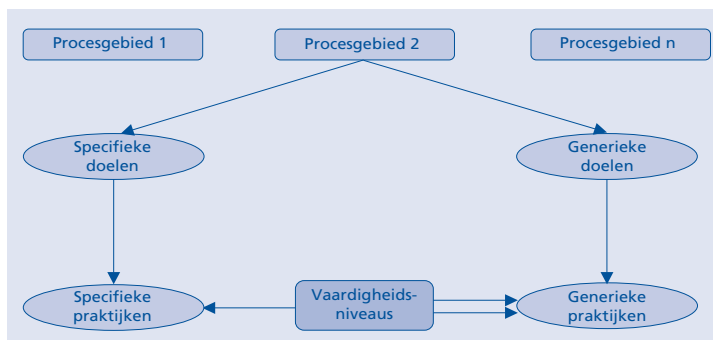 Procesgebied 1
Procesgebied 2
Procesgebied n
Specifieke
doelen
Generieke
doelen
Specifieke
praktijken
Vaardigheids-
niveaus
Generieke
praktijken